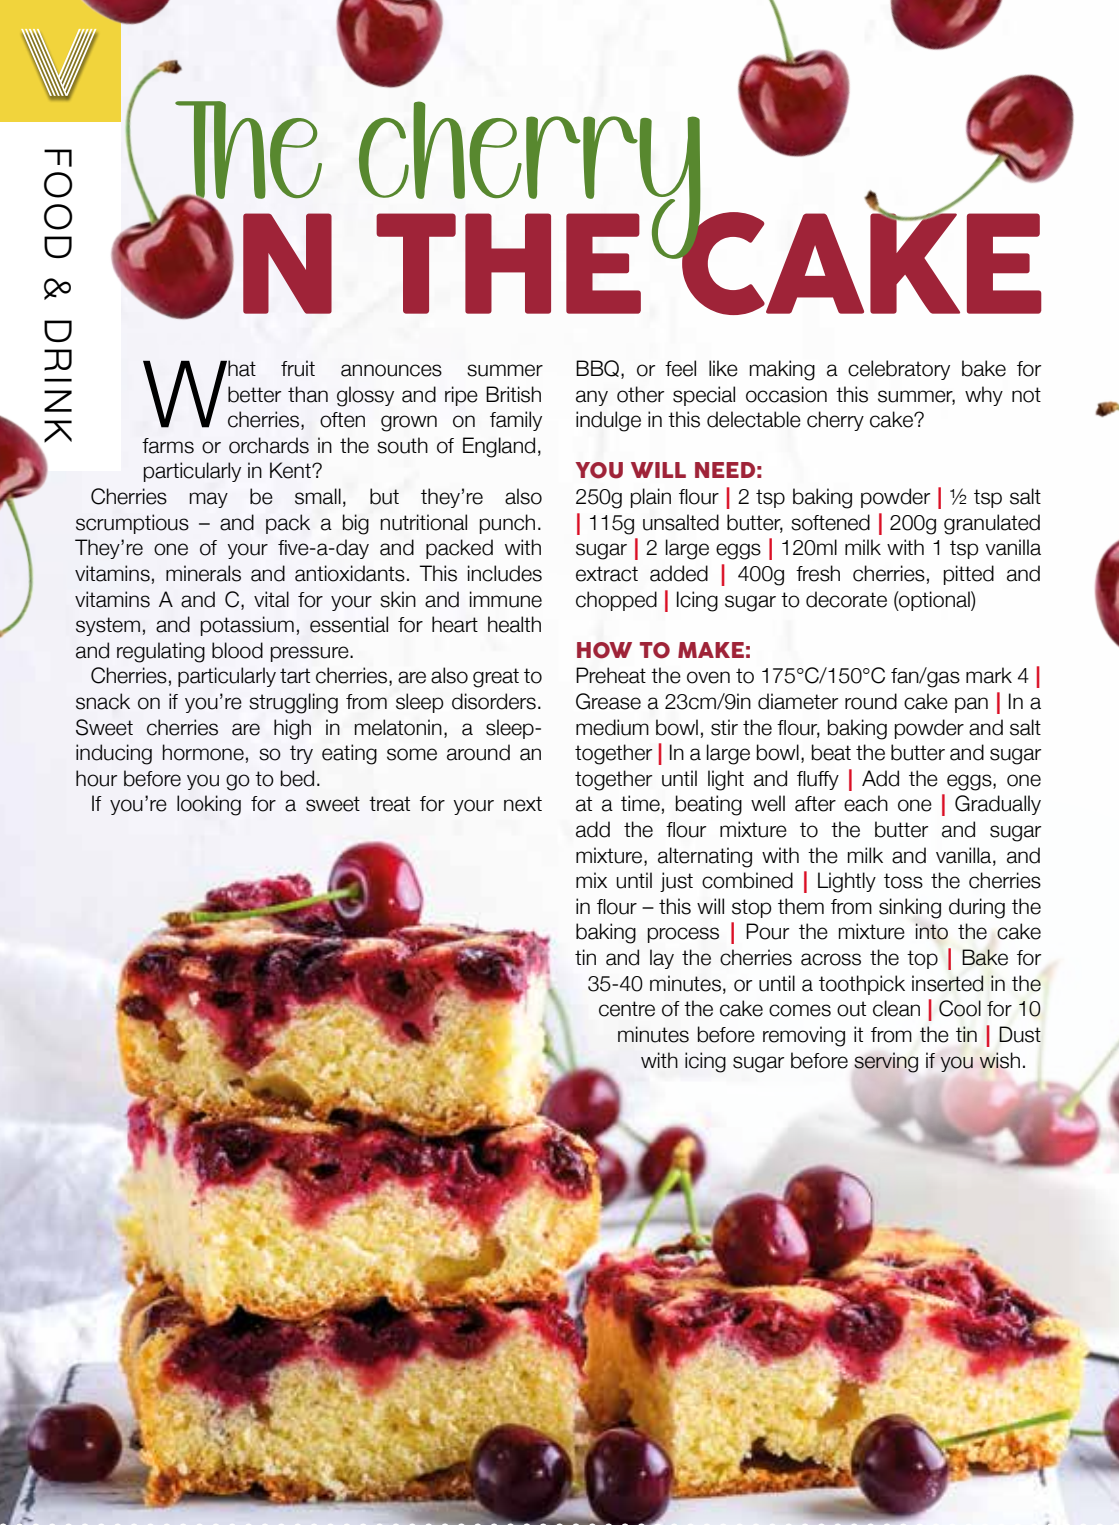 V
FOOD & DRINK
The cherry
ON THE CAKE
What fruit announces summer
better than glossy and ripe British
cherries, often grown on family
farms or orchards in the south of England,
particularly in Kent?
Cherries may be small, but they're also
scrumptious – and pack a big nutritional punch.
They're one of your five-a-day and packed with
vitamins, minerals and antioxidants. This includes
vitamins A and C, vital for your skin and immune
system, and potassium, essential for heart health
and regulating blood pressure.
Cherries, particularly tart cherries, are also great to
snack on if you're struggling from sleep disorders.
Sweet cherries are high in melatonin, a sleep-
inducing hormone, so try eating some around an
hour before you go to bed.
If you're looking for a sweet treat for your next
BBQ, or feel like making a celebratory bake for
any other special occasion this summer, why not
indulge in this delectable cherry cake?
YOU WILL NEED:
250g plain flour | 2 tsp baking powder | ½ tsp salt
| 115g unsalted butter, softened | 200g granulated
sugar | 2 large eggs | 120ml milk with 1 tsp vanilla
extract added | 400g fresh cherries, pitted and
chopped | Icing sugar to decorate (optional)
HOW TO MAKE:
Preheat the oven to 175°C/150°C fan/gas mark 4 |
Grease a 23cm/9in diameter round cake pan | In a
medium bowl, stir the flour, baking powder and salt
together | In a large bowl, beat the butter and sugar
together until light and fluffy | Add the eggs, one
at a time, beating well after each one | Gradually
add the flour mixture to the butter and sugar
mixture, alternating with the milk and vanilla, and
mix until just combined | Lightly toss the cherries
in flour – this will stop them from sinking during the
baking process | Pour the mixture into the cake
tin and lay the cherries across the top | Bake for
35-40 minutes, or until a toothpick inserted in the
centre of the cake comes out clean | Cool for 10
minutes before removing it from the tin | Dust
with icing sugar before serving if you wish.